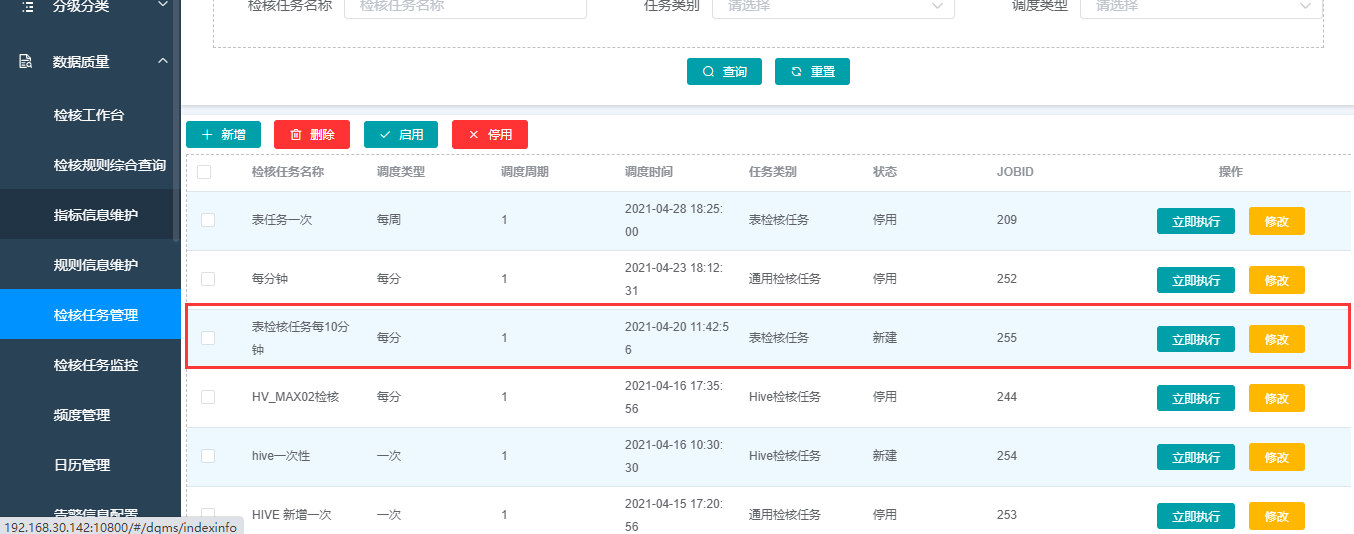 分级分类
数据质量
检核工作台
检核规则综合查询
指标信息维护
规则信息维护
检核任务管理
检核任务监控
频度管理
日历管理
告警信息配置
192.168.30.142:10800/#/dqms/indexinfo
检核任务名称 检核任务名称 任务类别 请选择 调度类型 请选择
查询 重置
新增 删除 启用 停用
检核任务名称 调度类型 调度周期 调度时间 任务类别 状态 JOBID 操作
表任务一次 每周 1 2021-04-28 18:25: 表检核任务 停用 209 立即执行 修改
00
每分钟 每分 1 2021-04-23 18:12: 通用检核任务 停用 252 立即执行 修改
31
表检核任务每10分 每分 1 2021-04-20 11:42:5 表检核任务 新建 255 立即执行 修改
钟 6
HV_MAX02检核 每分 1 2021-04-16 17:35: Hive检核任务 停用 244 立即执行 修改
56
hive一次性 一次 1 2021-04-16 10:30: Hive检核任务 新建 254 立即执行 修改
30
HIVE 新增一次 一次 1 2021-04-15 17:20: 通用检核任务 停用 253 立即执行 修改
56